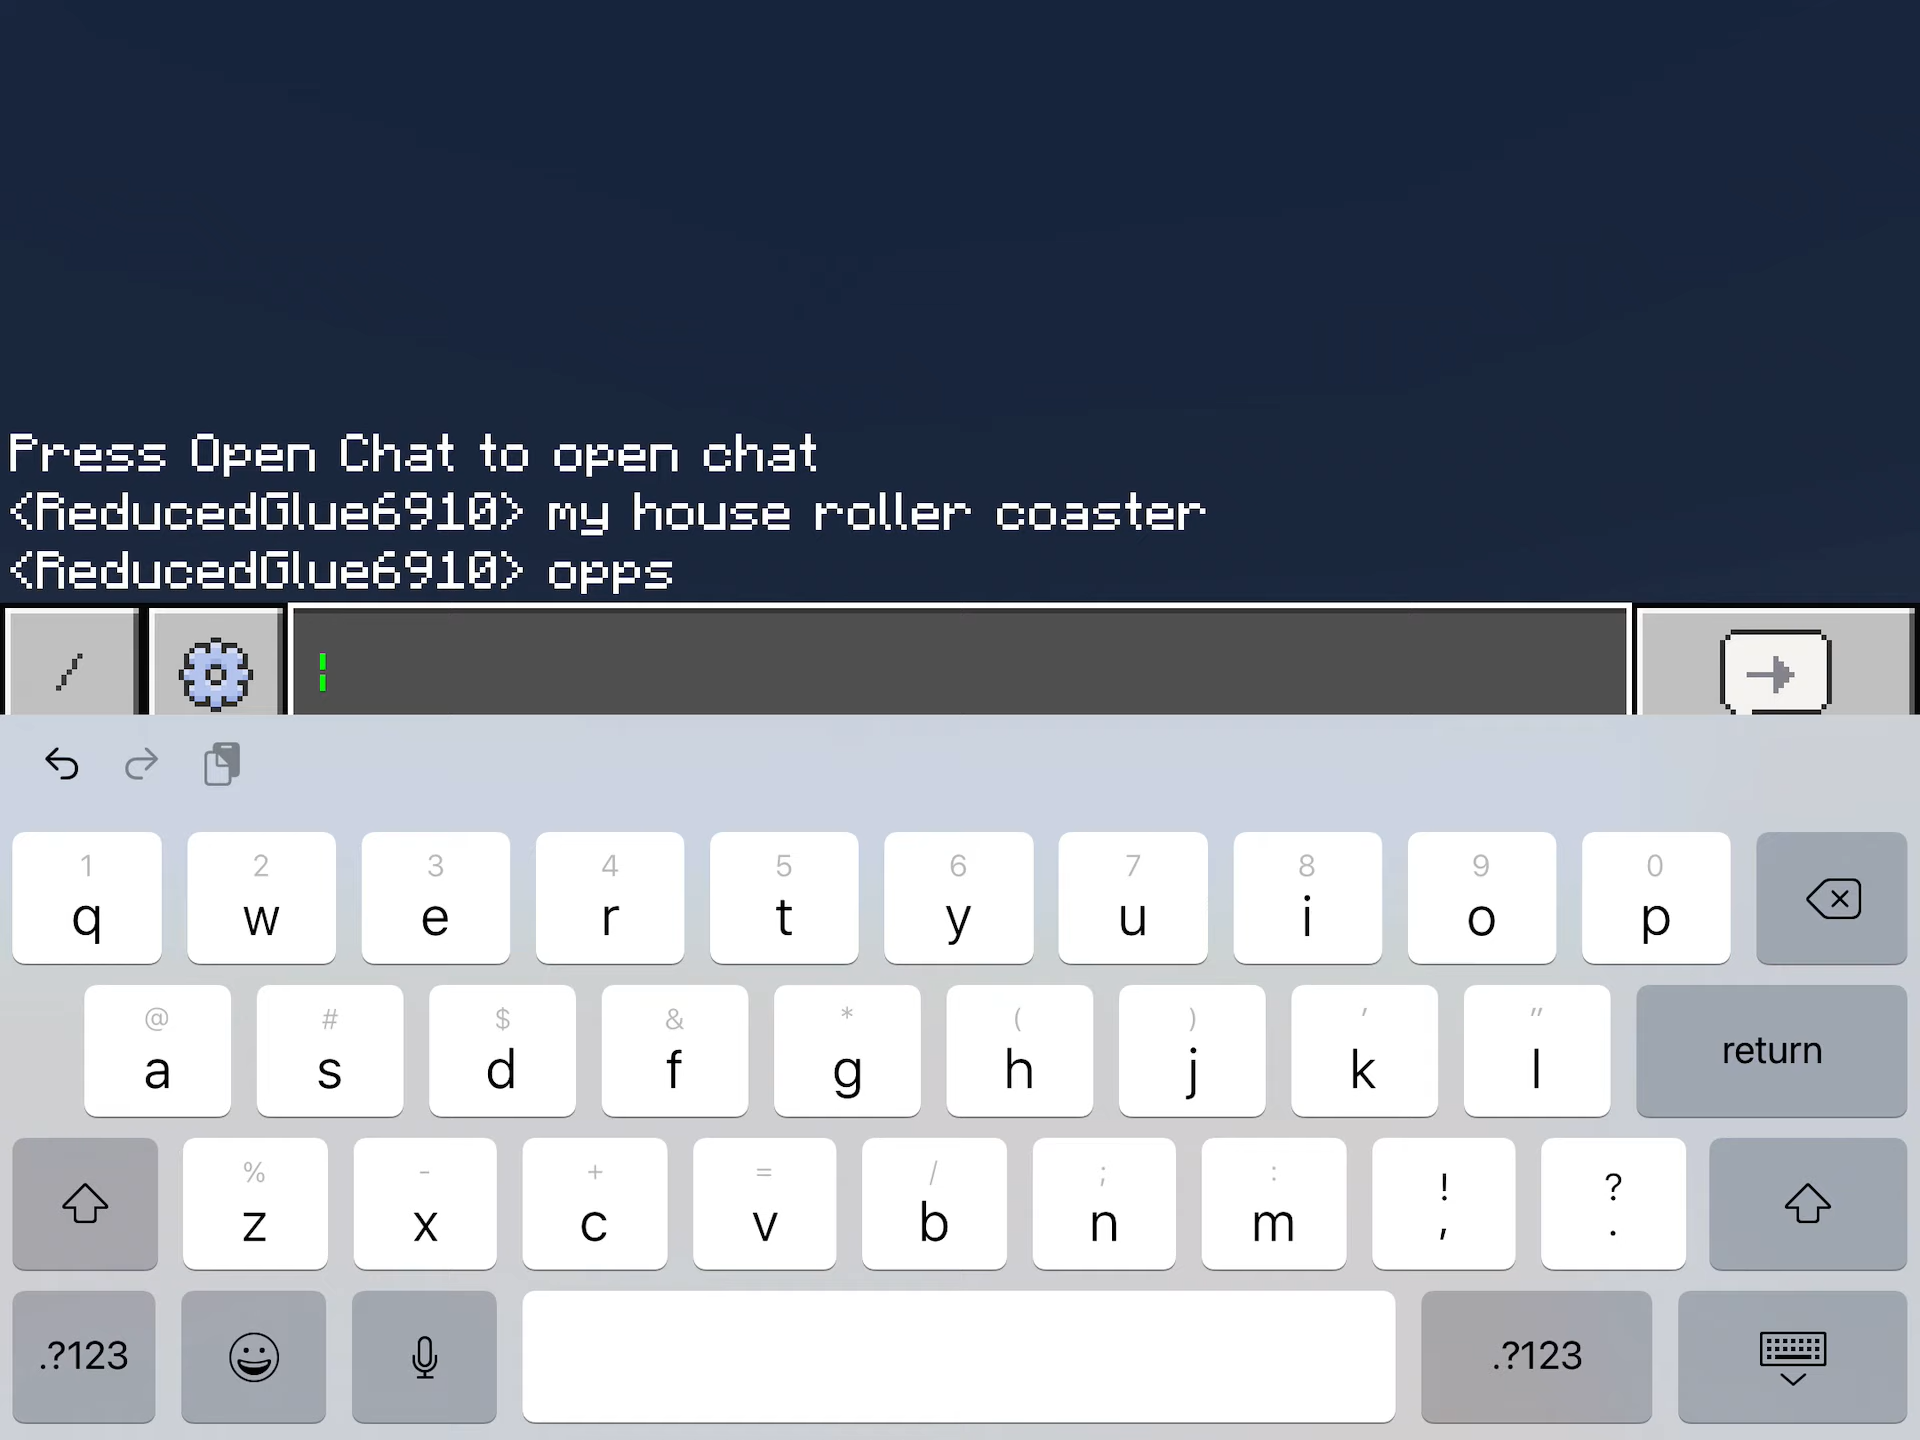 Press Open Chat to open chat
<ReducedGlue6910> my house roller coaster
<ReducedGlue6910> opps
/
1 2 3 4 5 6 7 8 9 0
q w e r t y u i o p
@ # $ & * ( ) ' "
a s d f g h j k l return
% - + = / ; : ! ?
z x c v b n m , .
.?123 .?123